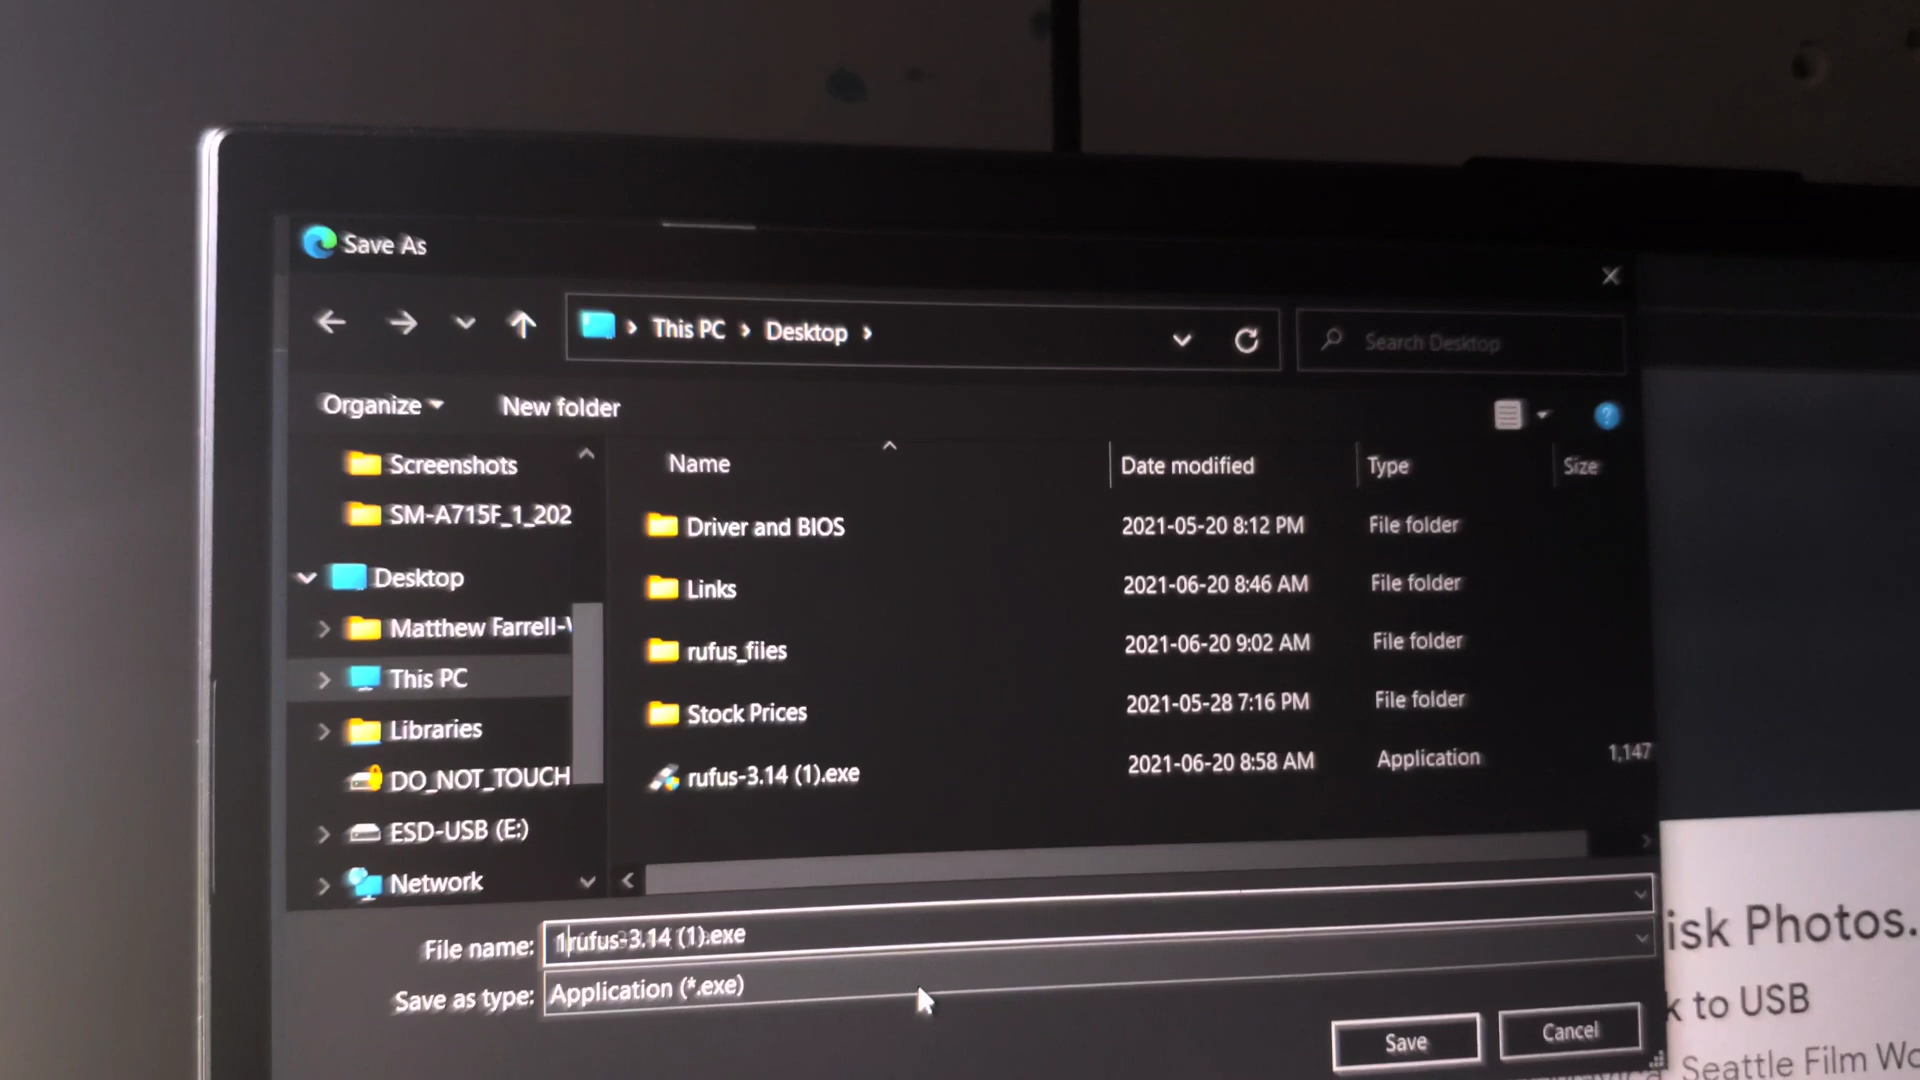 Save As
This PC
Desktop
Search Desktop
Organize
New folder
Name
Date modified
Type
Size
Screenshots
SM-A715F_1_202
Desktop
Matthew Farrell-
This PC
Libraries
DO_NOT_TOUCH
ESD-USB (E:)
Network
Driver and BIOS 2021-05-20 8:12 PM File folder
Links 2021-06-20 8:46 AM File folder
rufus_files 2021-06-20 9:02 AM File folder
Stock Prices 2021-05-28 7:16 PM File folder
rufus-3.14 (1).exe 2021-06-20 8:58 AM Application 1,147
File name: 1rufus-3.14 (1).exe
Save as type: Application (*.exe)
Save
Cancel
isk Photos.
k to USB
Seattle Film Wo